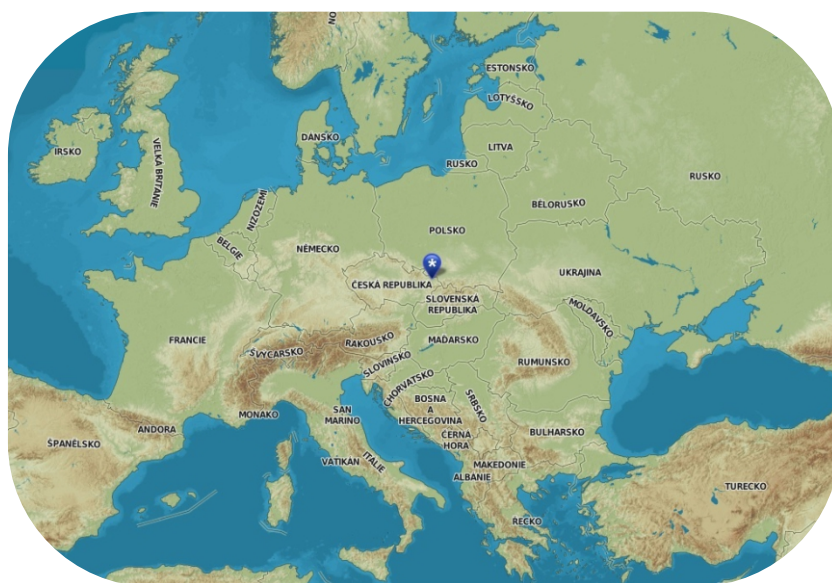 NO
ESTONSKO
LOTYŠSKO
DÁNSKO
LITVA
IRSKO
VELKÁ BRITÁNIE
RUSKO
RUSKO
NIZOZEMÍ
BĚLORUSKO
POLSKO
BELGIE
NĚMECKO
*
UKRAJINA
ČESKÁ REPUBLIKA
SLOVENSKÁ
REPUBLIKA
MOLDAVSKO
FRANCIE
RAKOUSKO
MAĎARSKO
ŠVÝCARSKO
SLOVINSKO
RUMUNSKO
CHORVATSKO
BOSNA
A
HERCEGOVINA
SRBSKO
MONAKO
SAN
MARINO
ANDORA
BULHARSKO
ŠPANĚLSKO
ČERNÁ
HORA
VATIKÁN
ITÁLIE
MAKEDONIE
ALBÁNIE
TURECKO
ŘECKO